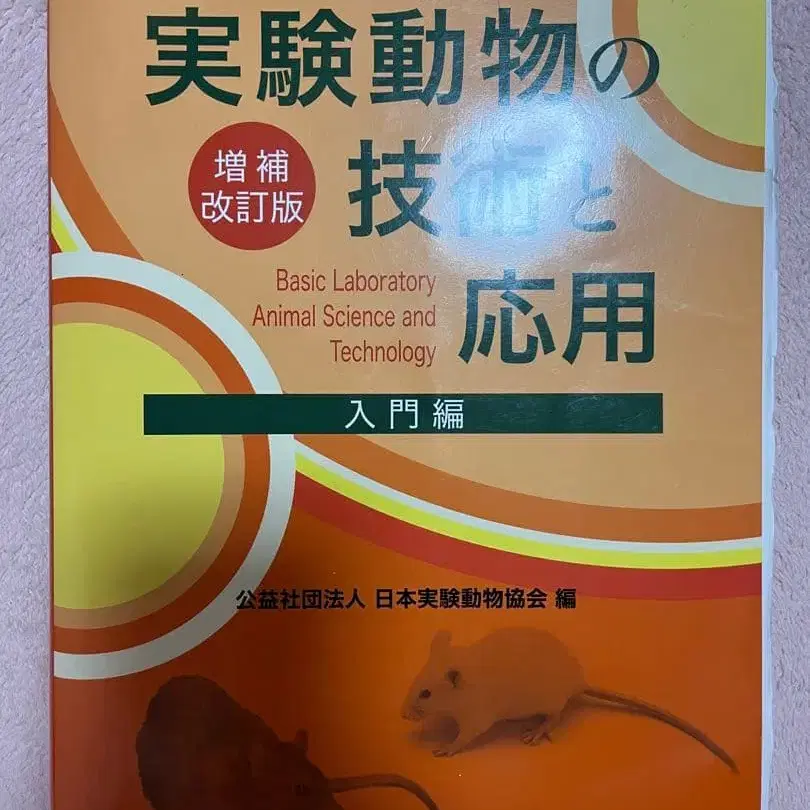 実験動物の
増補
改訂版
技術と
Basic Laboratory
Animal Science and
Technology
応用
入門編
公益社団法人 日本実験動物協会 編